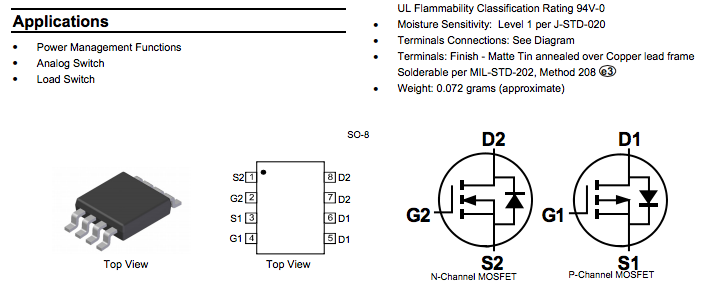 Applications
• Power Management Functions
• Analog Switch
• Load Switch
UL Flammability Classification Rating 94V-0
• Moisture Sensitivity: Level 1 per J-STD-020
• Terminals Connections: See Diagram
• Terminals: Finish - Matte Tin annealed over Copper lead frame
Solderable per MIL-STD-202, Method 208 e3
• Weight: 0.072 grams (approximate)
SO-8
Top View
S2 1 8 D2
G2 2 7 D2
S1 3 6 D1
G1 4 5 D1
Top View
D2
G2
S2
N-Channel MOSFET
D1
G1
S1
P-Channel MOSFET